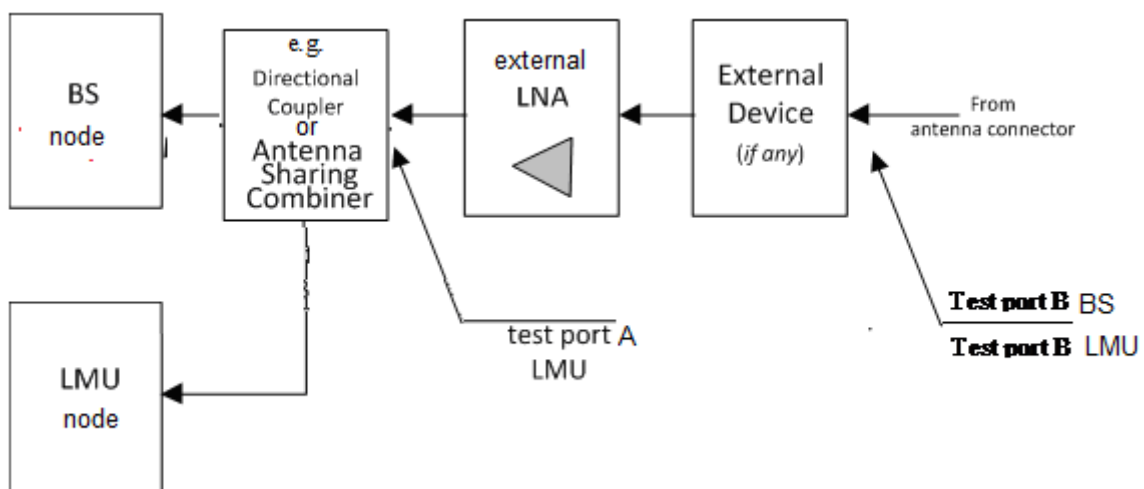 BS
node
e.g.
Directional
Coupler
or
Antenna
Sharing
Combiner
external
LNA
External
Device
(if any)
From
antenna connector
Test port B BS
Test port B LMU
test port A
LMU
LMU
node